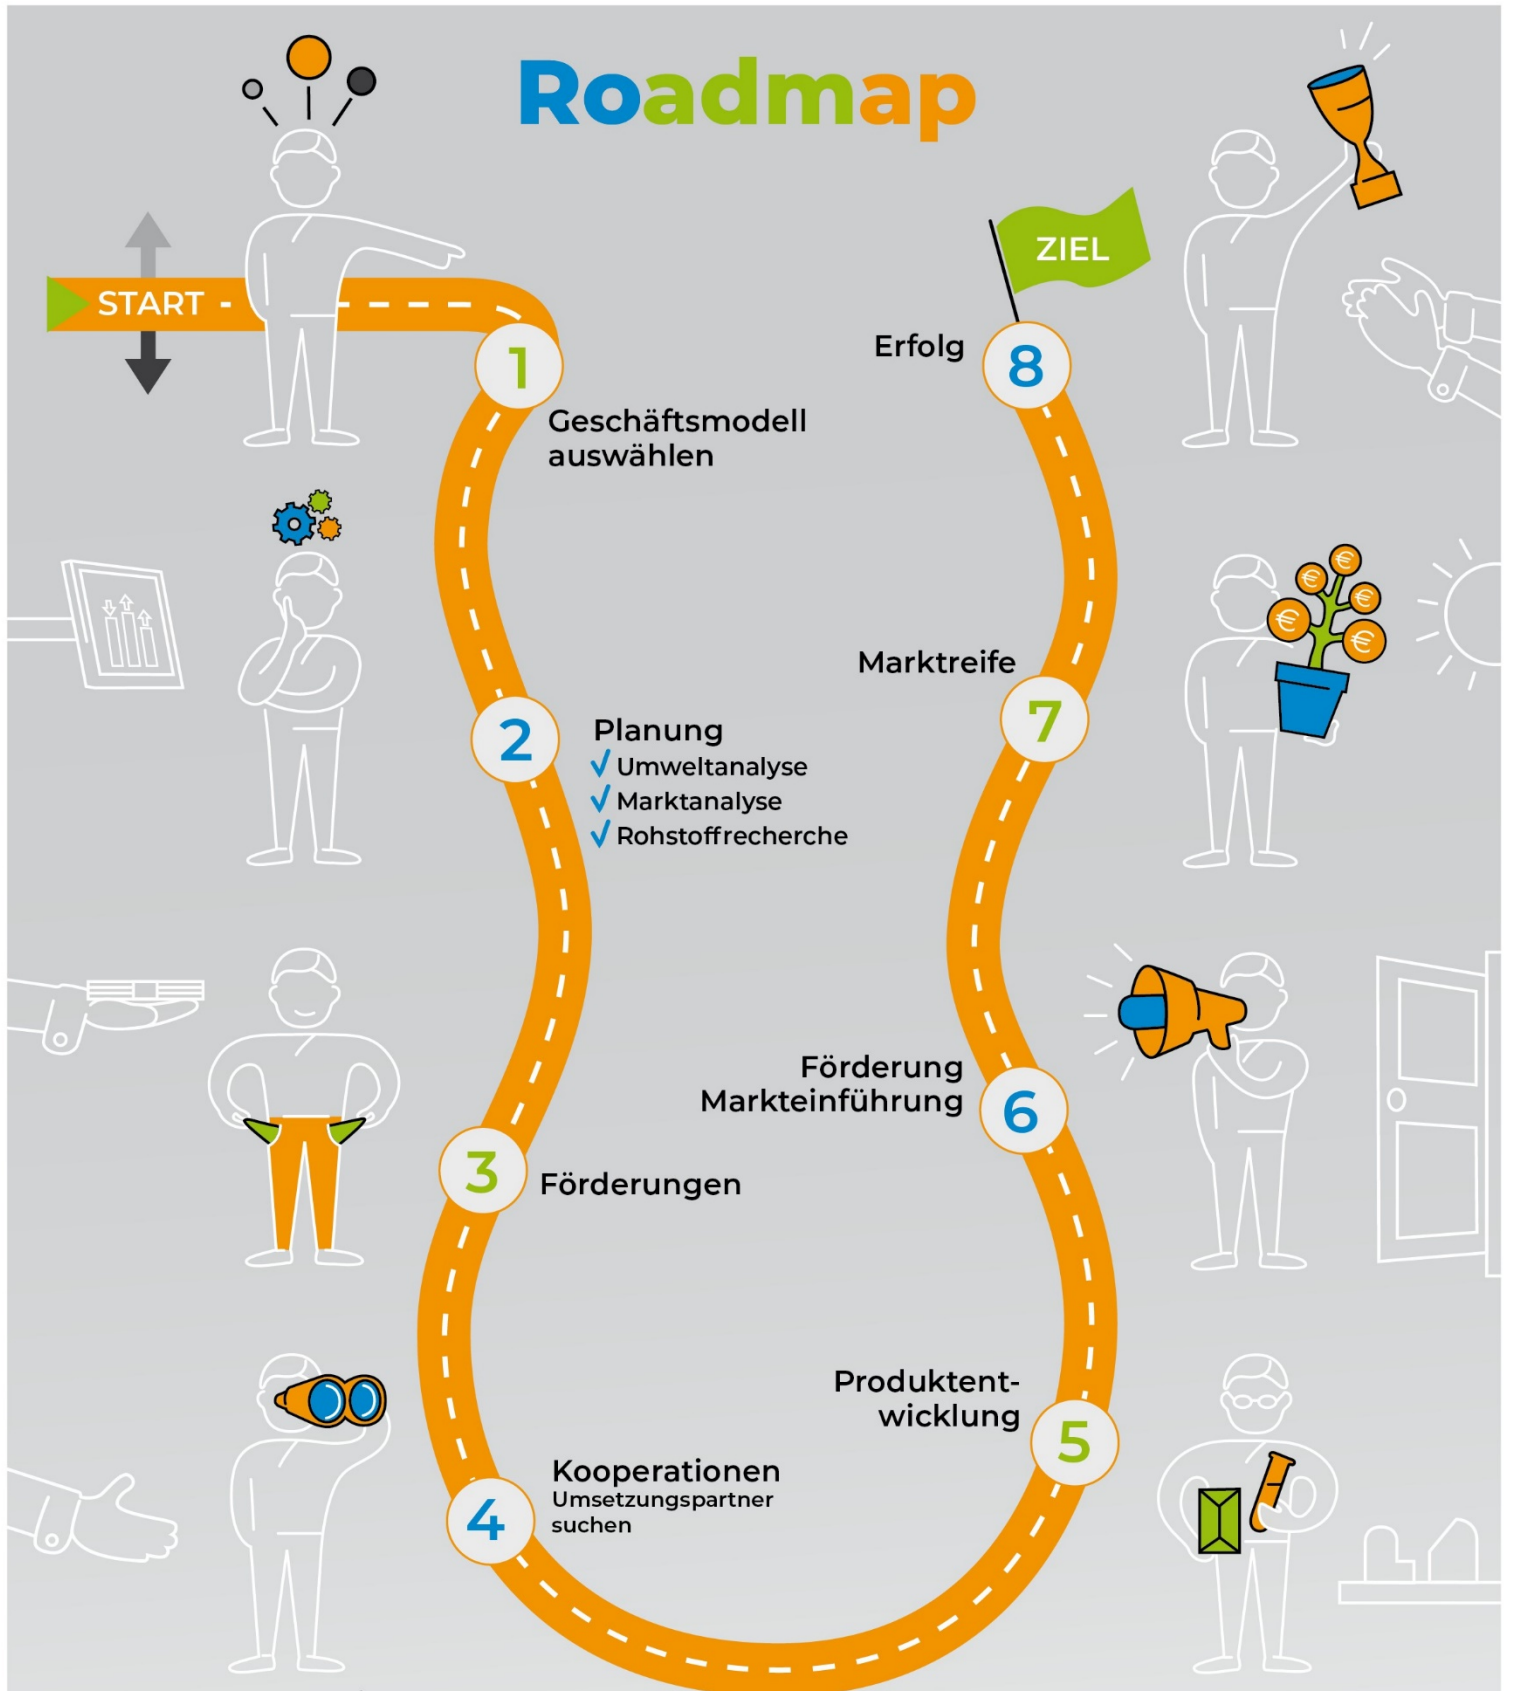 Roadmap
START
1
Geschäftsmodell
auswählen
2
Planung
✓ Umweltanalyse
✓ Marktanalyse
✓ Rohstoffrecherche
3
Förderungen
4
Kooperationen
Umsetzungspartner
suchen
5
Produktent-
wicklung
6
Förderung
Markteinführung
7
Marktreife
€
€
€
€
€
8
Erfolg
ZIEL